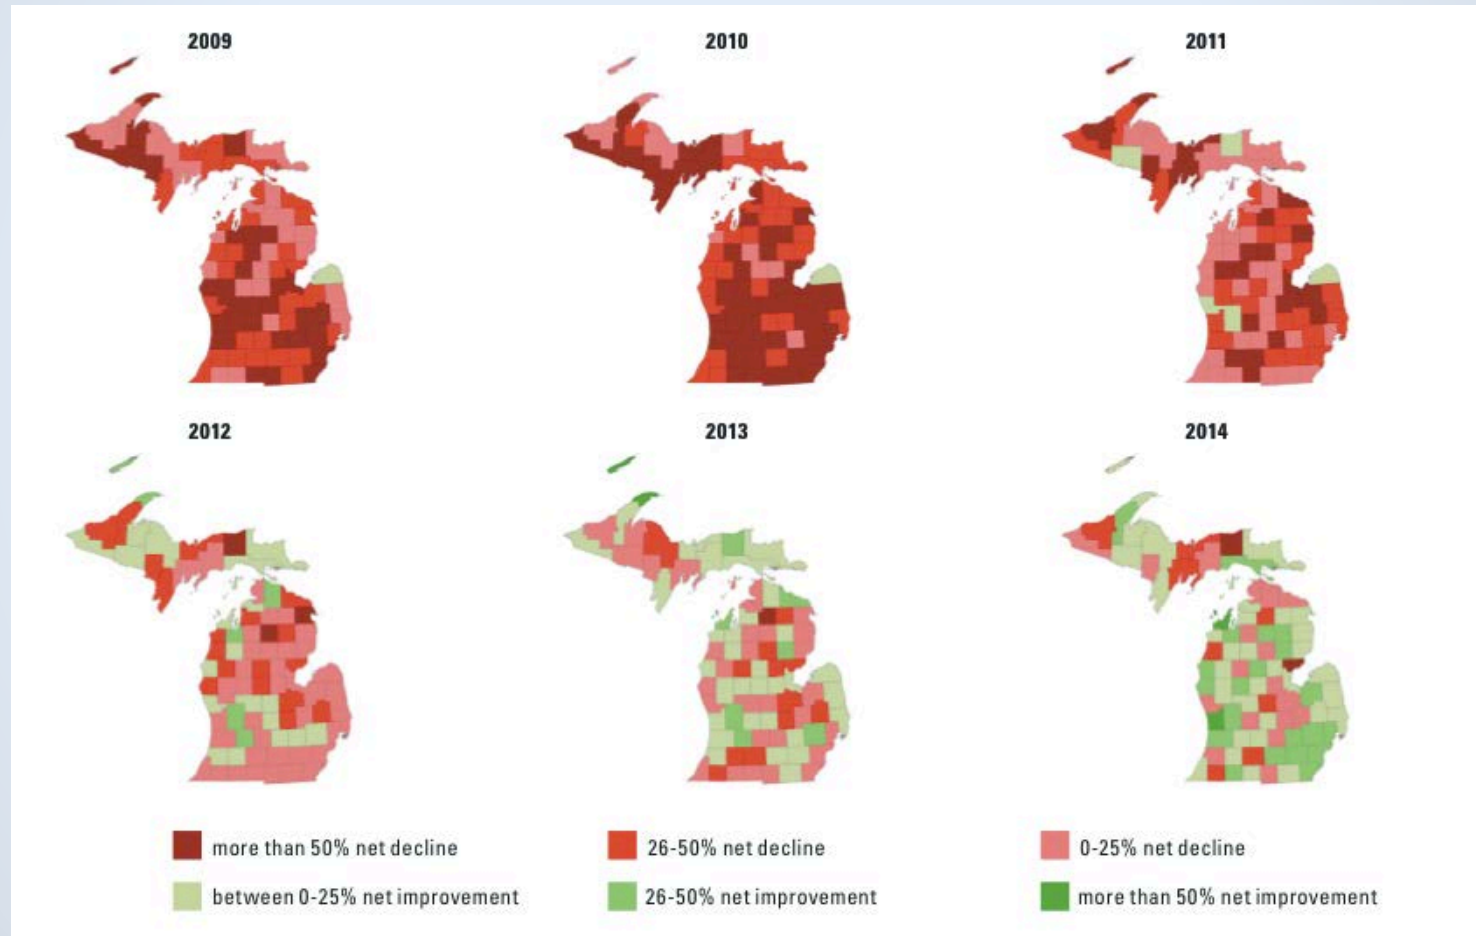 2009
2010
2011
2012
2013
2014
more than 50% net decline
26-50% net decline
0-25% net decline
between 0-25% net improvement
26-50% net improvement
more than 50% net improvement